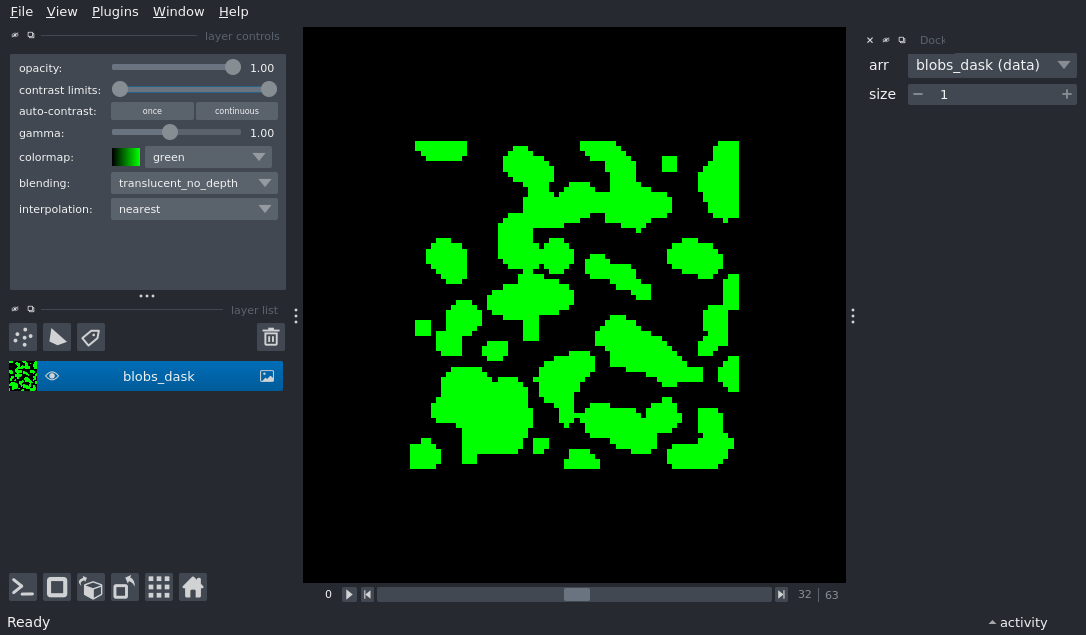 File View Plugins Window Help
layer controls
opacity: 1.00
contrast limits:
auto-contrast: once continuous
gamma: 1.00
colormap: green
blending: translucent_no_depth
interpolation: nearest
layer list
blobs_dask
0 32 63
Ready
Dock
arr blobs_dask (data)
size 1
activity